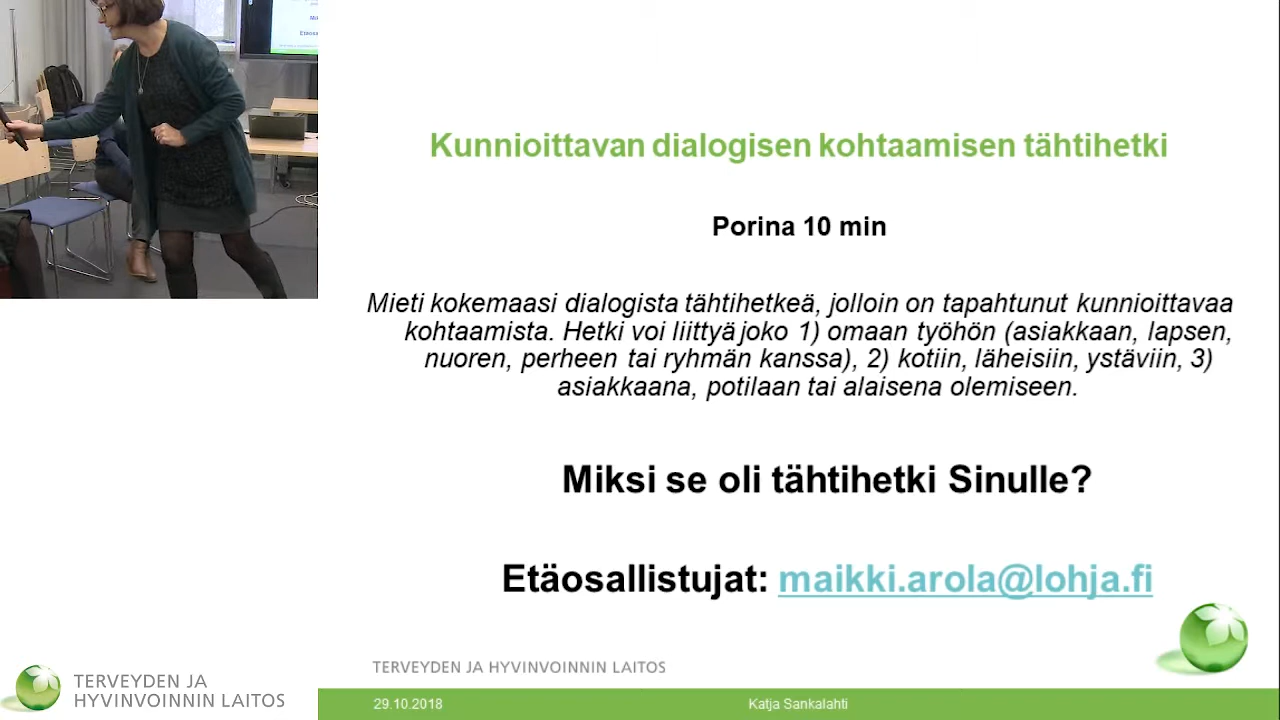 Kunnioittavan dialogisen kohtaamisen tähtihetki
Porina 10 min
Mieti kokemaasi dialogista tähtihetkeä, jolloin on tapahtunut kunnioittavaa
kohtaamista. Hetki voi liittyä joko 1) omaan työhön (asiakkaan, lapsen,
nuoren, perheen tai ryhmän kanssa), 2) kotiin, läheisiin, ystäviin, 3)
asiakkaana, potilaan tai alaisena olemiseen.
Miksi se oli tähtihetki Sinulle?
Etäosallistujat: maikki.arola@lohja.fi
TERVEYDEN JA HYVINVOINNIN LAITOS
29.10.2018 Katja Sankalahti
TERVEYDEN JA
HYVINVOINNIN LAITOS